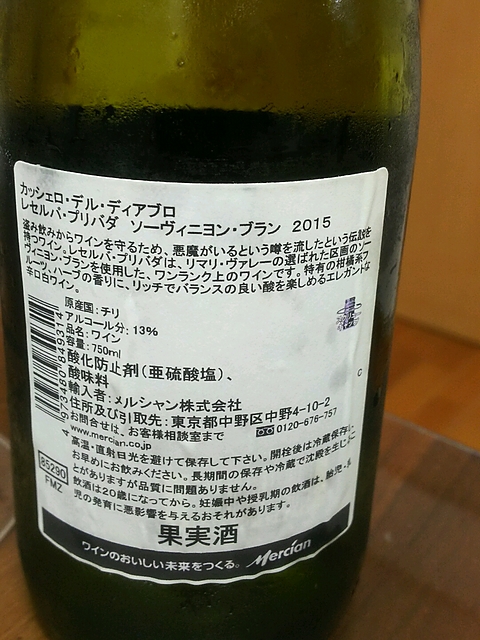 カッシェロ・デル・ディアブロ
レセルバ・プリバダ ソーヴィニヨン・ブラン 2015
盗み飲みからワインを守るため、悪魔がいるという噂を流したという伝説を
持つワイン。レセルバ・プリバダは、リマリ・ヴァレーの選ばれた区画のソー
ヴィニヨン・ブランを使用した、ワンランク上のワインです。特有の柑橘系フ
ルーツ、ハーブの香りに、リッチでバランスの良い酸を楽しめるエレガントな
辛口白ワイン。
原産国：チリ
アルコール分：13%
品名：ワイン
容量：750ml
酸化防止剤（亜硫酸塩）、
酸味料
輸入者：メルシャン株式会社
住所及び引取先：東京都中野区中野4-10-2
お問合せは、お客様相談室まで 0120-676-757
www.mercian.co.jp
高温・直射日光を避けて保存して下さい。開栓後は冷蔵保存し
お早めにお飲みください。長期間の保存や冷蔵で沈殿を生じ
とがありますが品質に問題ありません。
飲酒は20歳になってから。妊娠中や授乳期の飲酒は、胎児・乳
児の発育に悪影響を与えるおそれがあります。
85290
FMZ
果実酒
ワインのおいしい未来をつくる。 Mercian